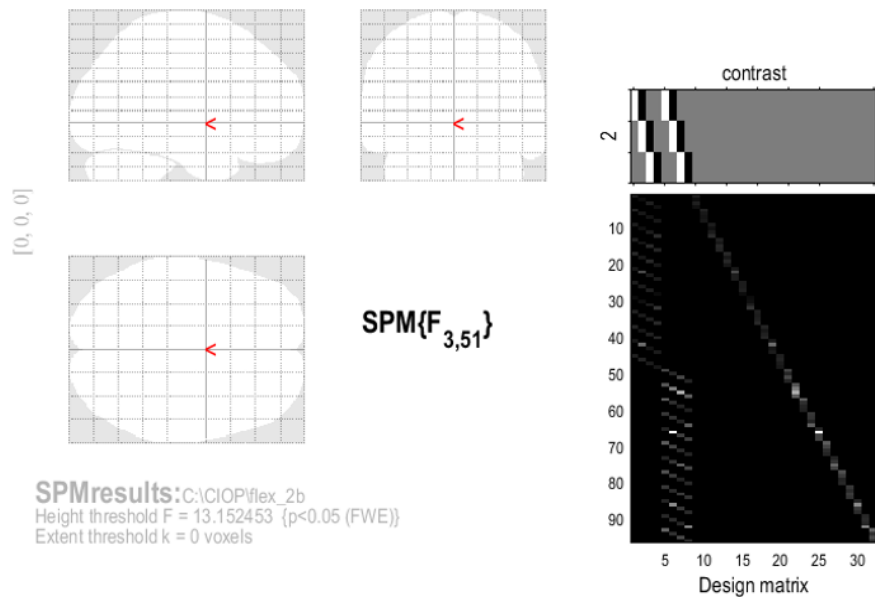 contrast
2
[0, 0, 0]
<
<
<
SPM{F3,51}
10
20
30
40
50
60
70
80
90
5 10 15 20 25 30
Design matrix
SPMresults: C:\CIOP\flex_2b
Height threshold F = 13.152453 {p<0.05 (FWE)}
Extent threshold k = 0 voxels